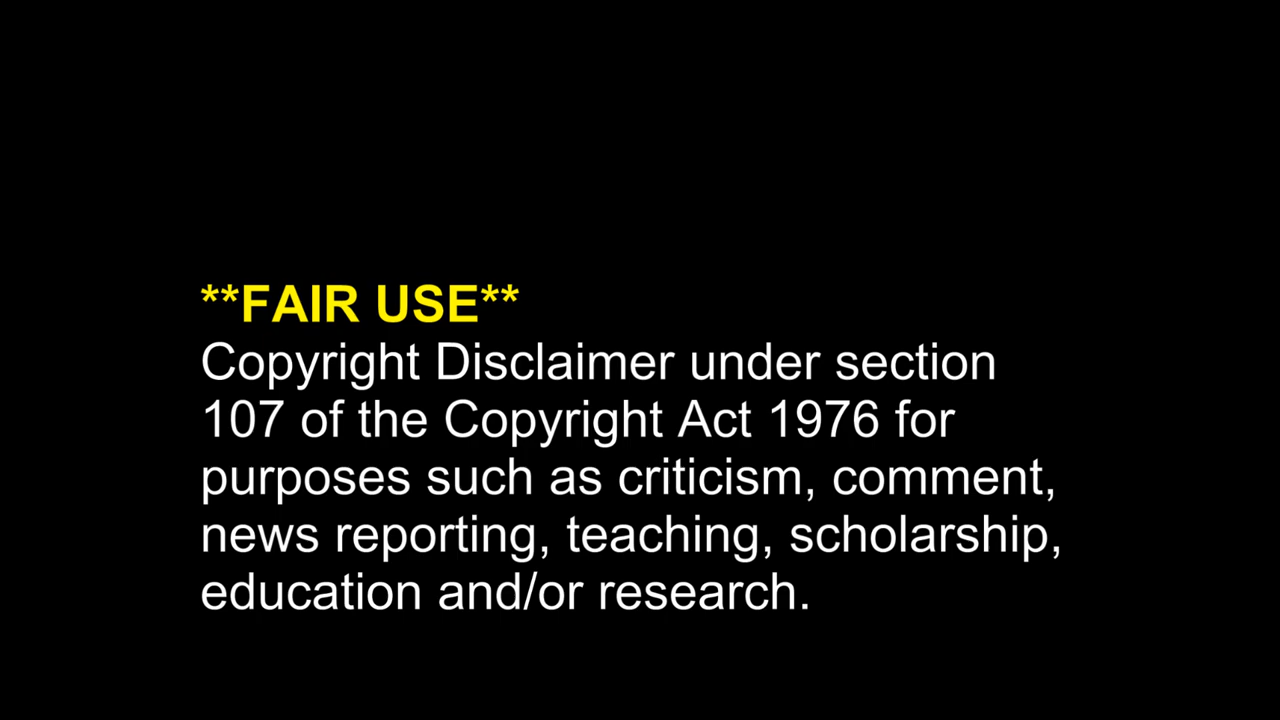 **FAIR USE**
Copyright Disclaimer under section
107 of the Copyright Act 1976 for
purposes such as criticism, comment,
news reporting, teaching, scholarship,
education and/or research.